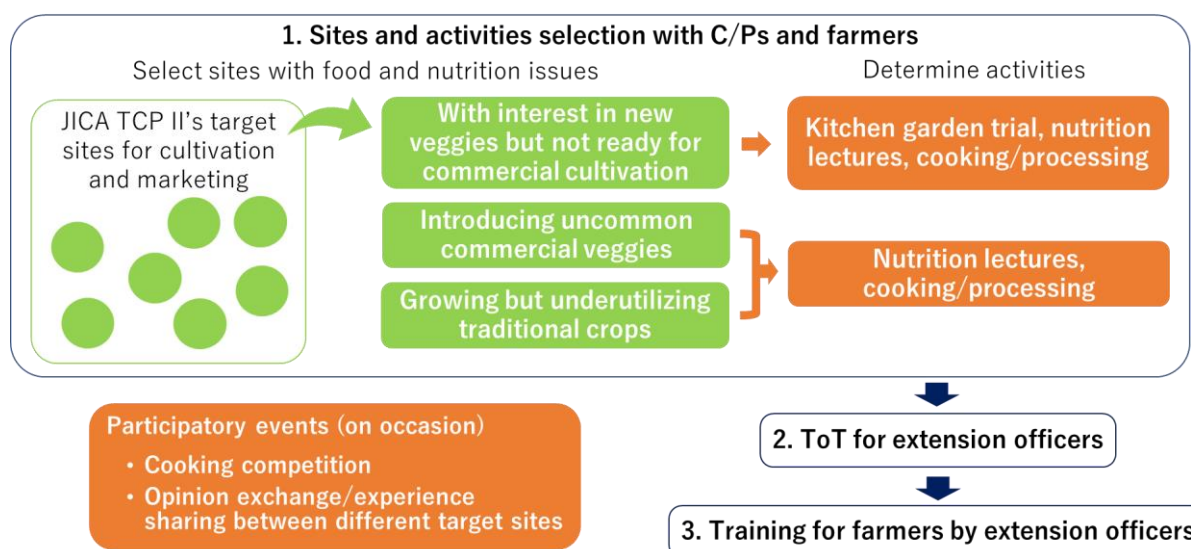 1. Sites and activities selection with C/Ps and farmers
Select sites with food and nutrition issues
Determine activities
JICA TCP II's target
sites for cultivation
and marketing
With interest in new
veggies but not ready for
commercial cultivation
Kitchen garden trial, nutrition
lectures, cooking/processing
Introducing uncommon
commercial veggies
Growing but underutilizing
traditional crops
Nutrition lectures,
cooking/processing
Participatory events (on occasion)
• Cooking competition
• Opinion exchange/experience
sharing between different target sites
2. ToT for extension officers
3. Training for farmers by extension officers